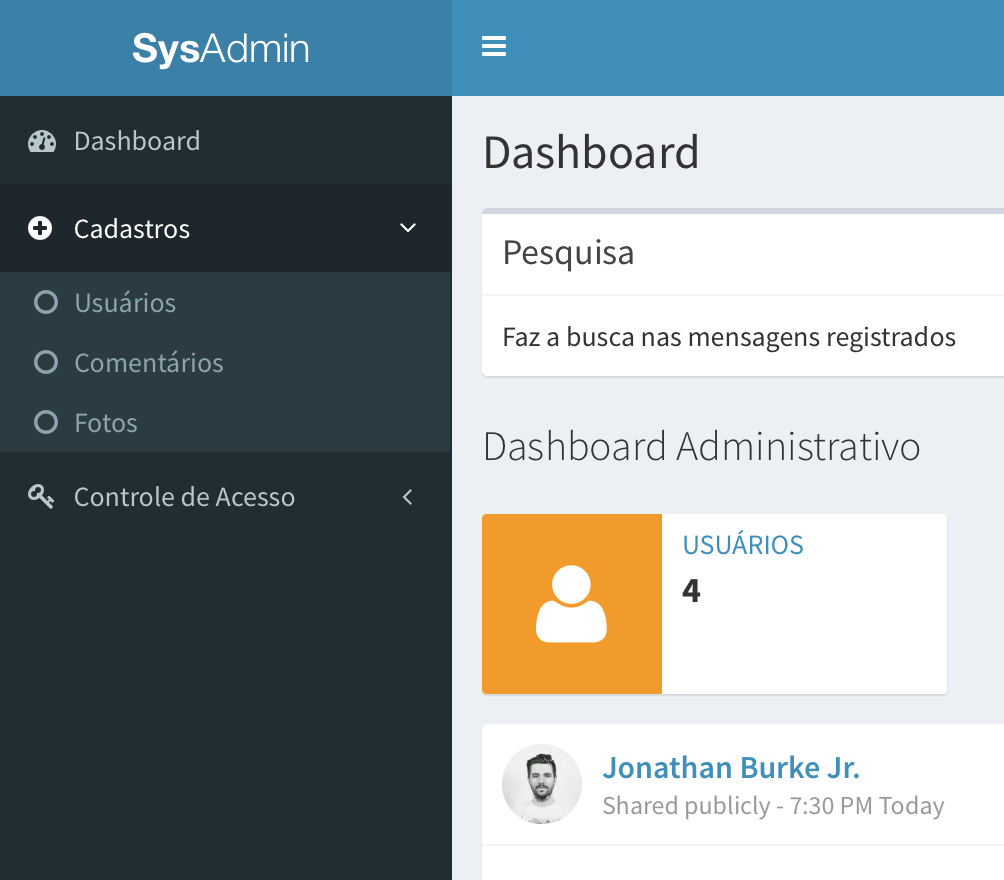 SysAdmin
Dashboard
Cadastros
Usuários
Comentários
Fotos
Controle de Acesso
Dashboard
Pesquisa
Faz a busca nas mensagens registrados
Dashboard Administrativo
USUÁRIOS
4
Jonathan Burke Jr.
Shared publicly - 7:30 PM Today